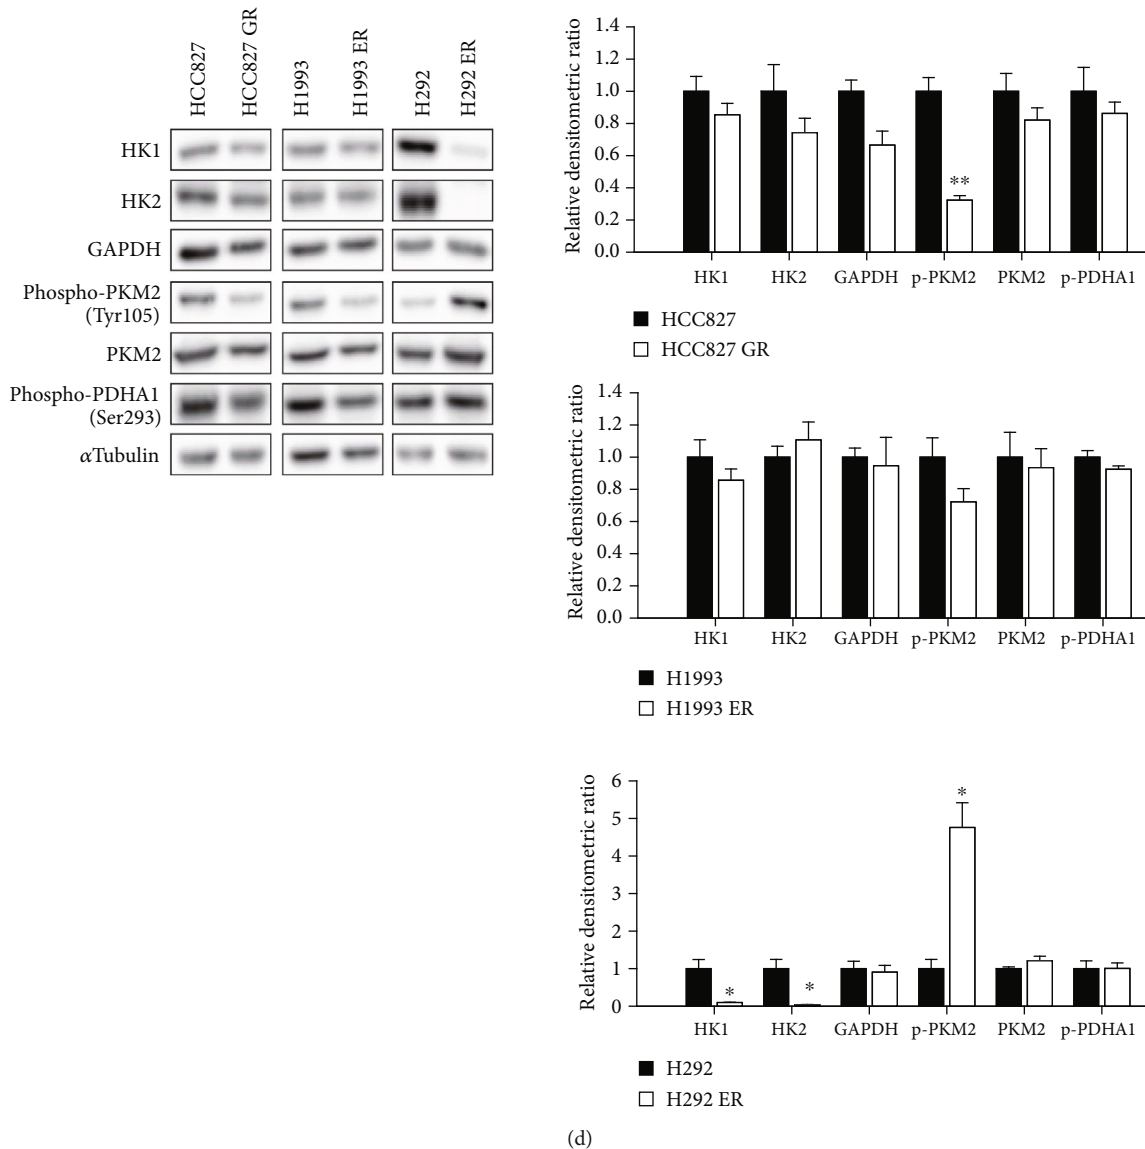 HCC827
HCC827 GR
H1993
H1993 ER
H292
H292 ER
HK1
HK2
GAPDH
Phospho-PKM2
(Tyr105)
PKM2
Phospho-PDHA1
(Ser293)
αTubulin
Relative densitometric ratio
1.4
1.2
1.0
0.8
0.6
0.4
0.2
0.0
**
HK1 HK2 GAPDH p-PKM2 PKM2 p-PDHA1
HCC827
HCC827 GR
Relative densitometric ratio
1.4
1.2
1.0
0.8
0.6
0.4
0.2
0.0
HK1 HK2 GAPDH p-PKM2 PKM2 p-PDHA1
H1993
H1993 ER
Relative densitometric ratio
6
5
4
3
2
1
0
* * *
HK1 HK2 GAPDH p-PKM2 PKM2 p-PDHA1
H292
H292 ER
(d)